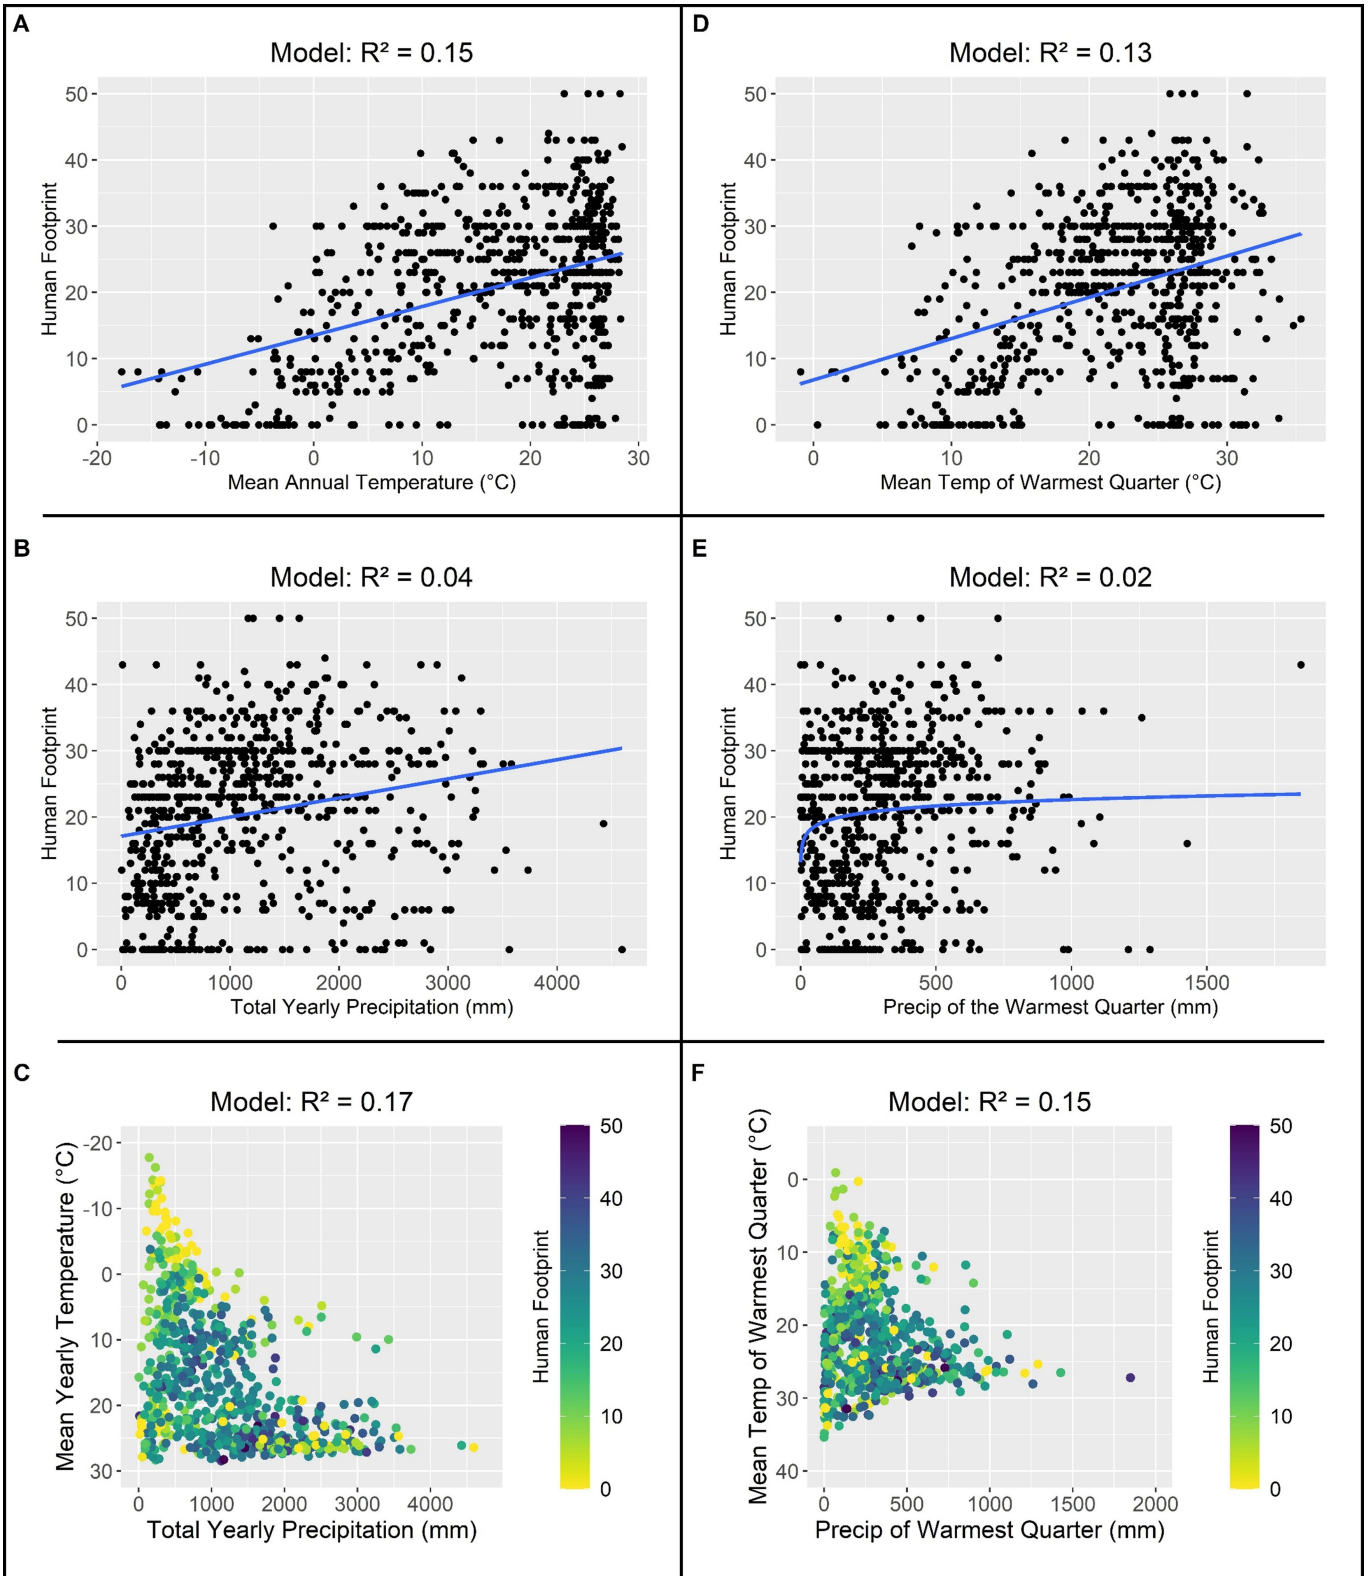 A
Model: R² = 0.15
50
40
30
20
10
0
Human Footprint
-20 -10 0 10 20 30
Mean Annual Temperature (°C)
D
Model: R² = 0.13
50
40
30
20
10
0
Human Footprint
0 10 20 30
Mean Temp of Warmest Quarter (°C)
B
Model: R² = 0.04
50
40
30
20
10
0
Human Footprint
0 1000 2000 3000 4000
Total Yearly Precipitation (mm)
E
Model: R² = 0.02
50
40
30
20
10
0
Human Footprint
0 500 1000 1500
Precip of the Warmest Quarter (mm)
C
Model: R² = 0.17
-20
-10
0
10
20
30
Mean Yearly Temperature (°C)
0 1000 2000 3000 4000
Total Yearly Precipitation (mm)
Human Footprint
50
40
30
20
10
0
F
Model: R² = 0.15
0
10
20
30
40
Mean Temp of Warmest Quarter (°C)
0 500 1000 1500 2000
Precip of Warmest Quarter (mm)
Human Footprint
50
40
30
20
10
0